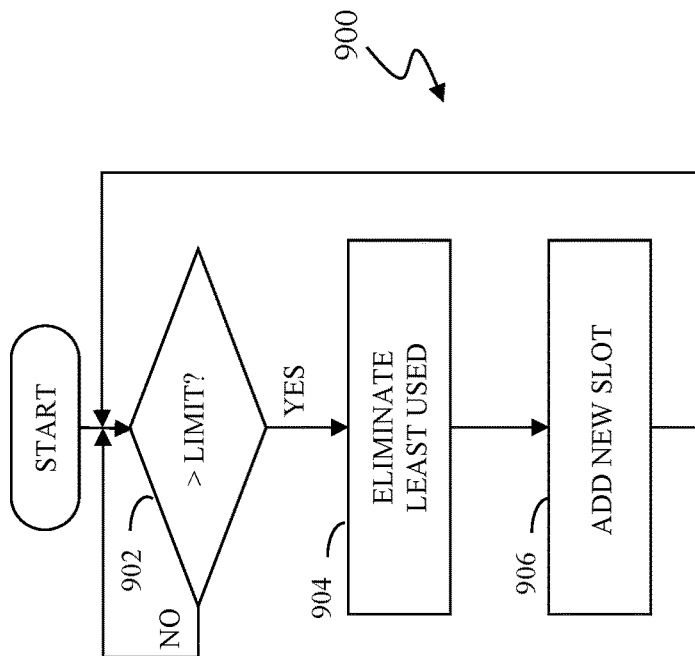 900
START
902
> LIMIT?
NO
YES
904
ELIMINATE
LEAST USED
906
ADD NEW SLOT